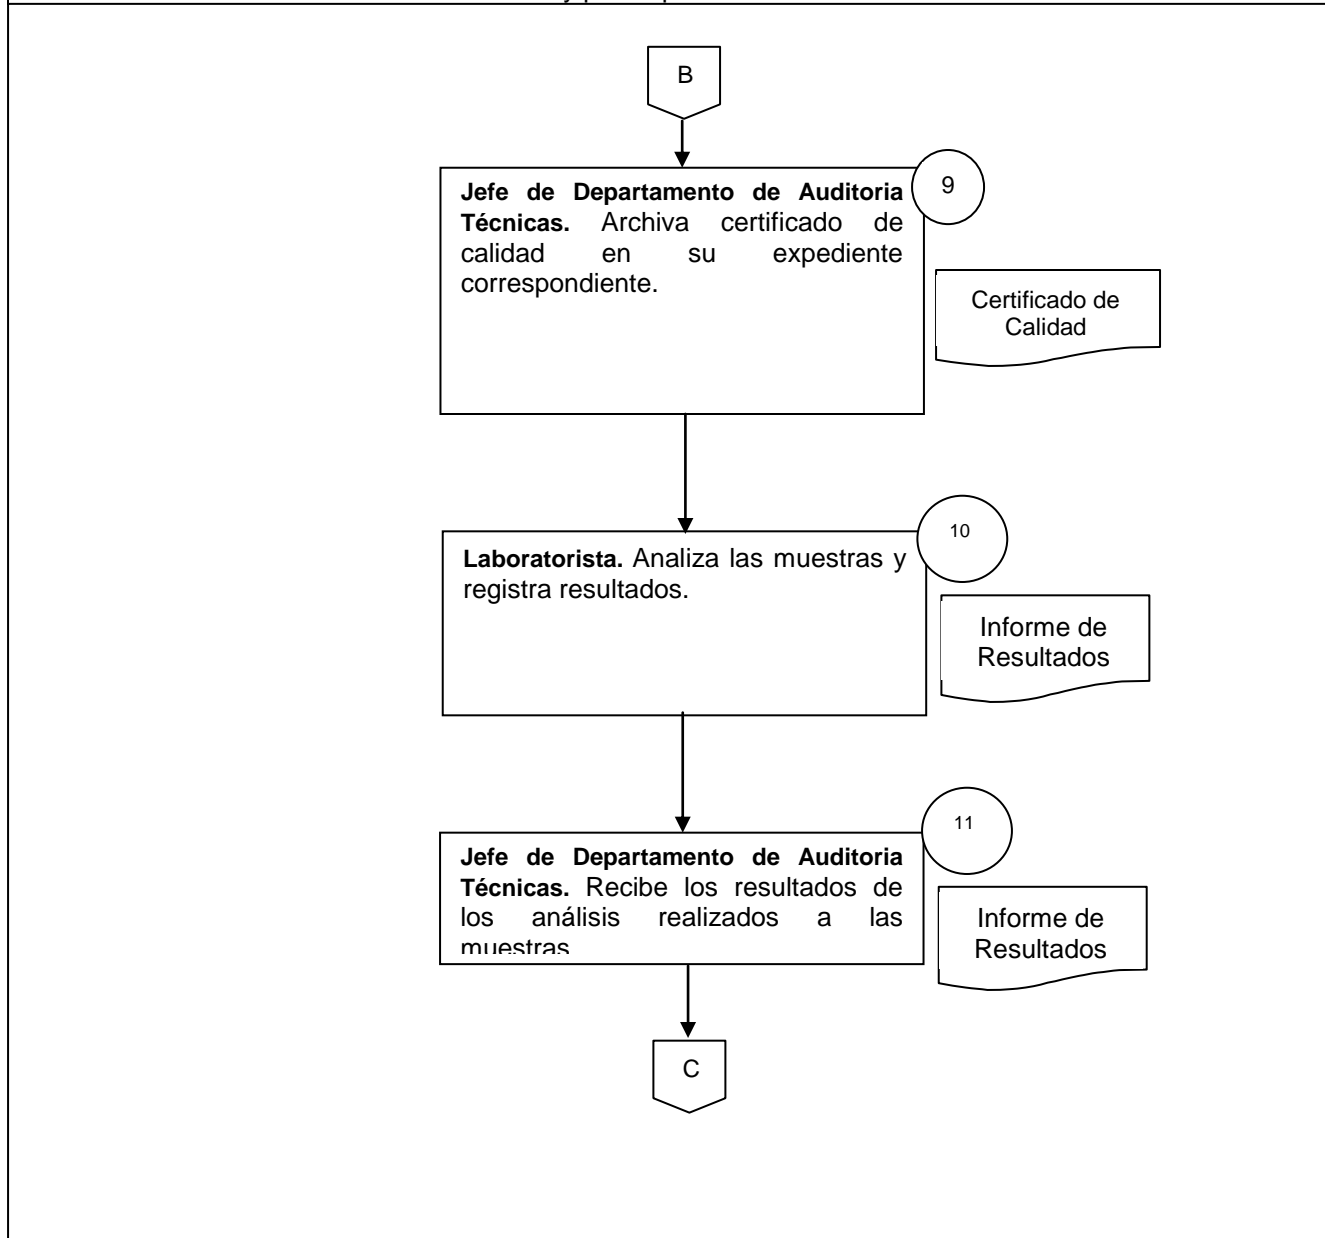 B
Jefe de Departamento de Auditoria
Técnicas. Archiva certificado de
calidad en su expediente
correspondiente.
9
Certificado de
Calidad
Laboratorista. Analiza las muestras y
registra resultados.
10
Informe de
Resultados
Jefe de Departamento de Auditoria
Técnicas. Recibe los resultados de
los análisis realizados a las
muestras
11
Informe de
Resultados
C